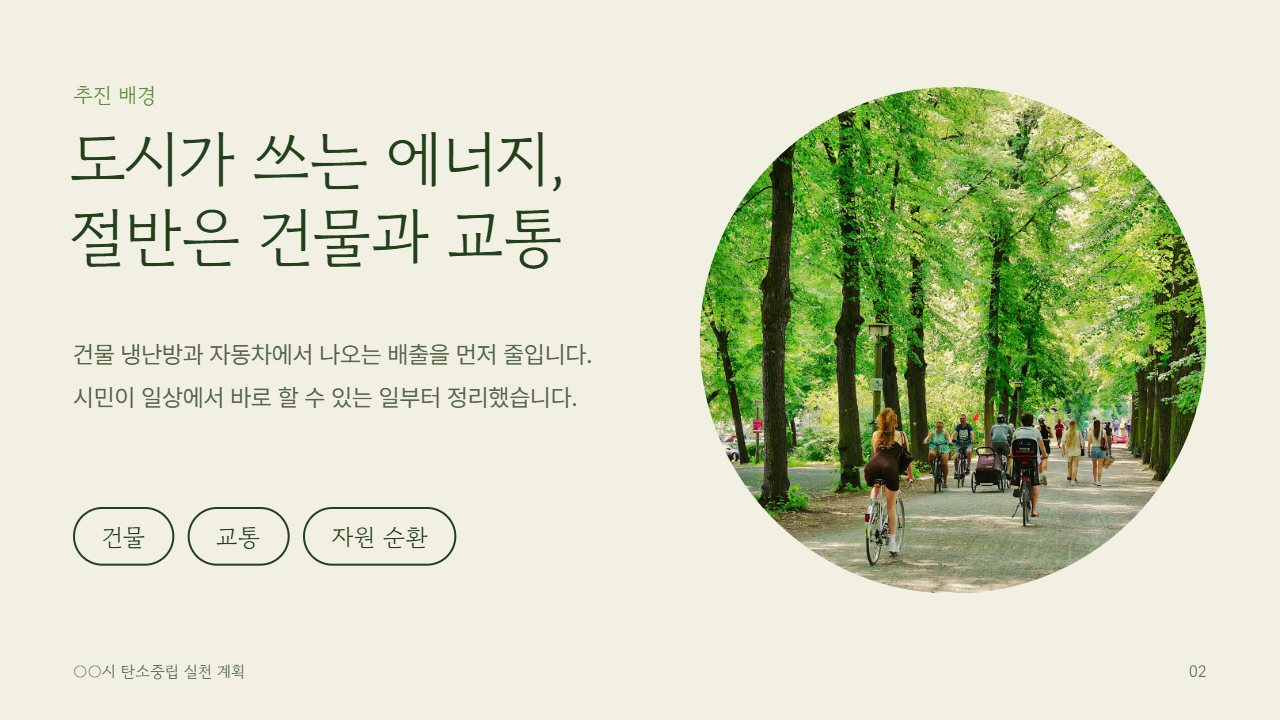 추진 배경
도시가 쓰는 에너지,
절반은 건물과 교통
건물 냉난방과 자동차에서 나오는 배출을 먼저 줄입니다.
시민이 일상에서 바로 할 수 있는 일부터 정리했습니다.
건물
교통
자원 순환
○○시 탄소중립 실천 계획
02